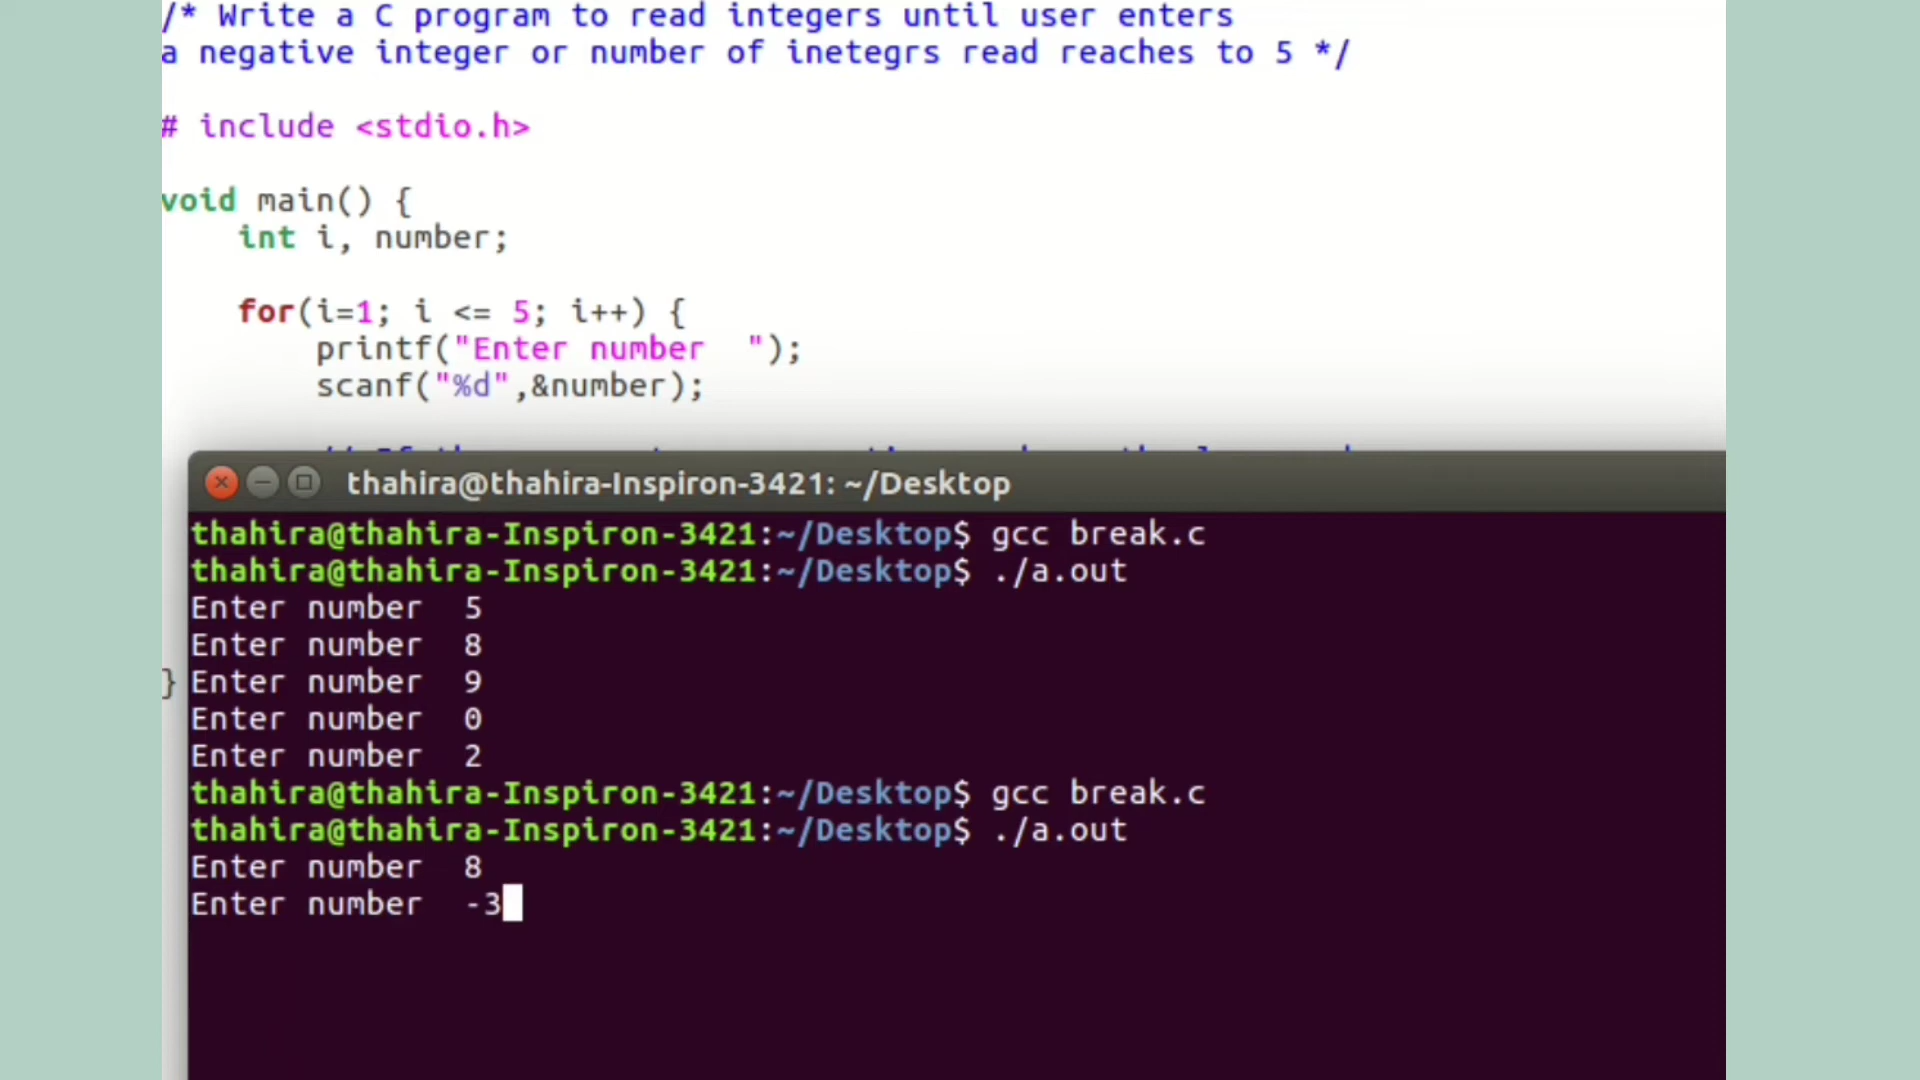 /* Write a C program to read integers until user enters
a negative integer or number of inetegrs read reaches to 5 */
# include <stdio.h>
void main() {
int i, number;
for(i=1; i <= 5; i++) {
printf("Enter number  ");
scanf("%d",&number);
thahira@thahira-Inspiron-3421: ~/Desktop
thahira@thahira-Inspiron-3421:~/Desktop$ gcc break.c
thahira@thahira-Inspiron-3421:~/Desktop$ ./a.out
Enter number  5
Enter number  8
} Enter number  9
Enter number  0
Enter number  2
thahira@thahira-Inspiron-3421:~/Desktop$ gcc break.c
thahira@thahira-Inspiron-3421:~/Desktop$ ./a.out
Enter number  8
Enter number  -3